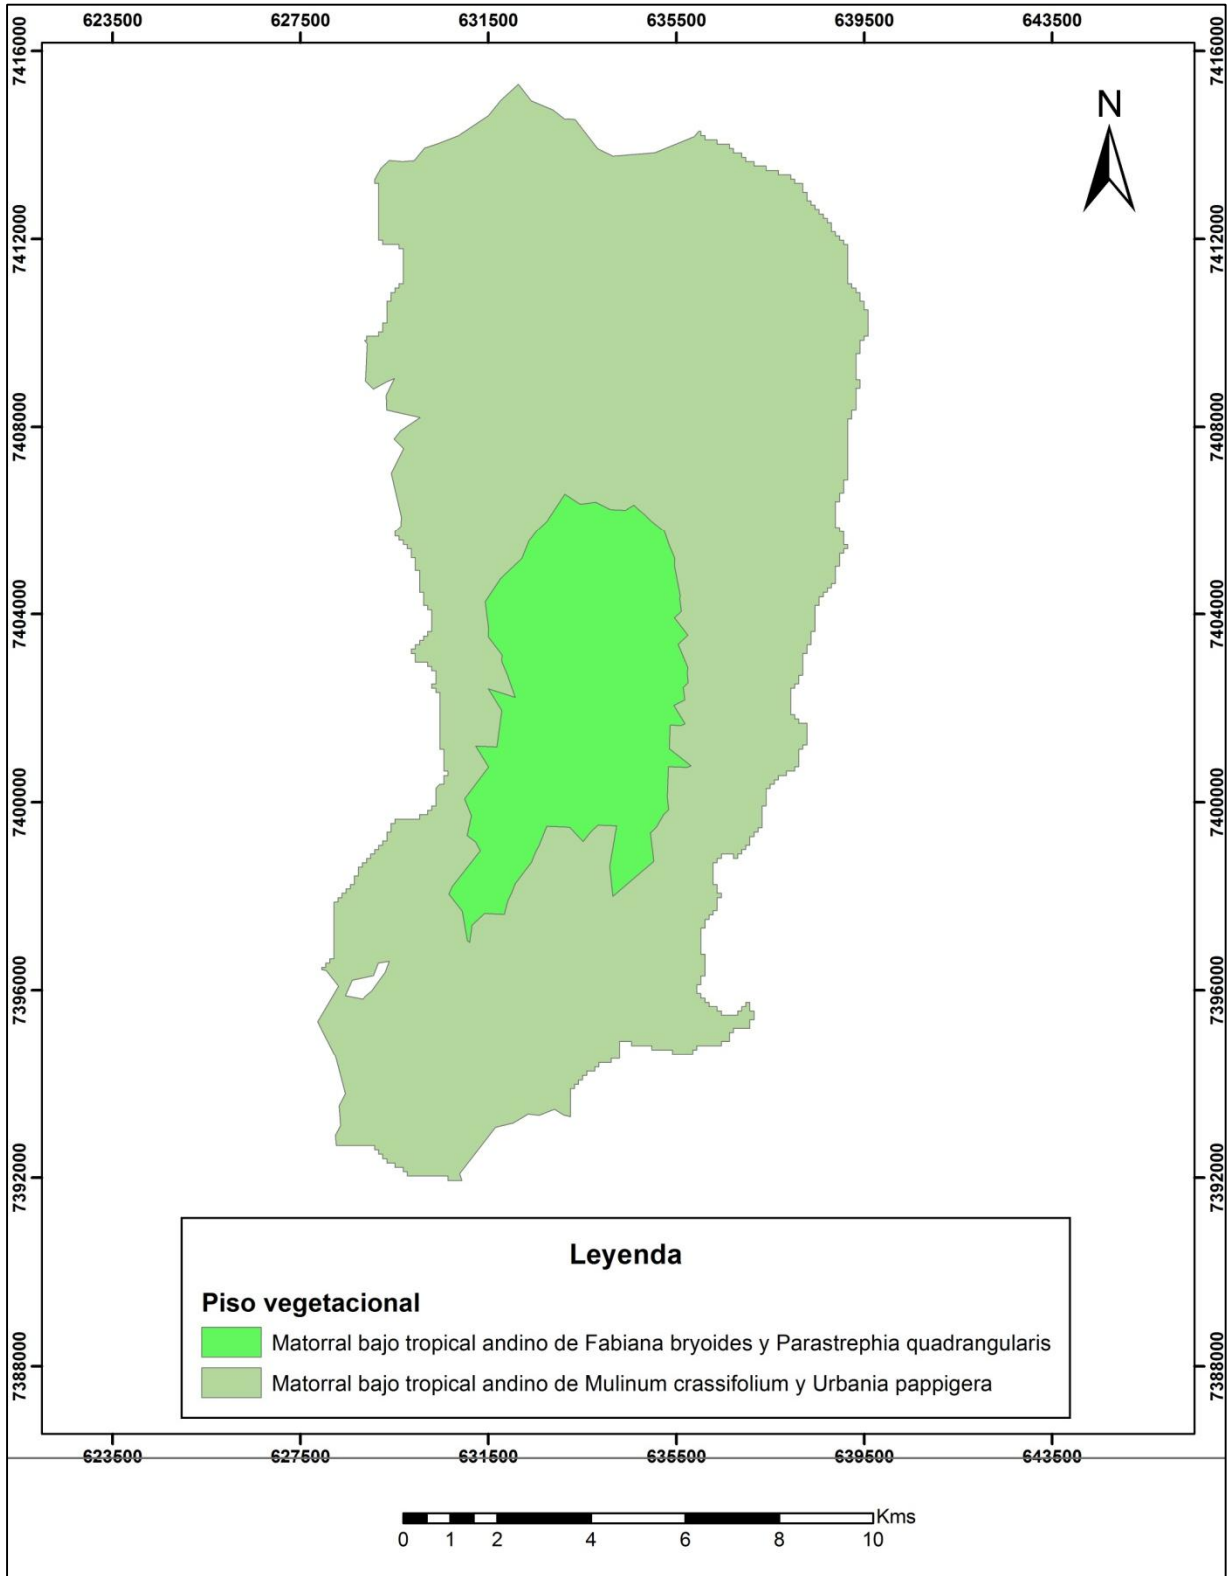 623500 627500 631500 635500 639500 643500
N
7416000 7416000
7412000 7412000
7408000 7408000
7404000 7404000
7400000 7400000
7396000 7396000
7392000 7392000
7388000 7388000
Leyenda
Piso vegetacional
Matorral bajo tropical andino de Fabiana bryoides y Parastrephia quadrangularis
Matorral bajo tropical andino de Mulinum crassifolium y Urbania pappigera
623500 627500 631500 635500 639500 643500
Kms
0 1 2 4 6 8 10